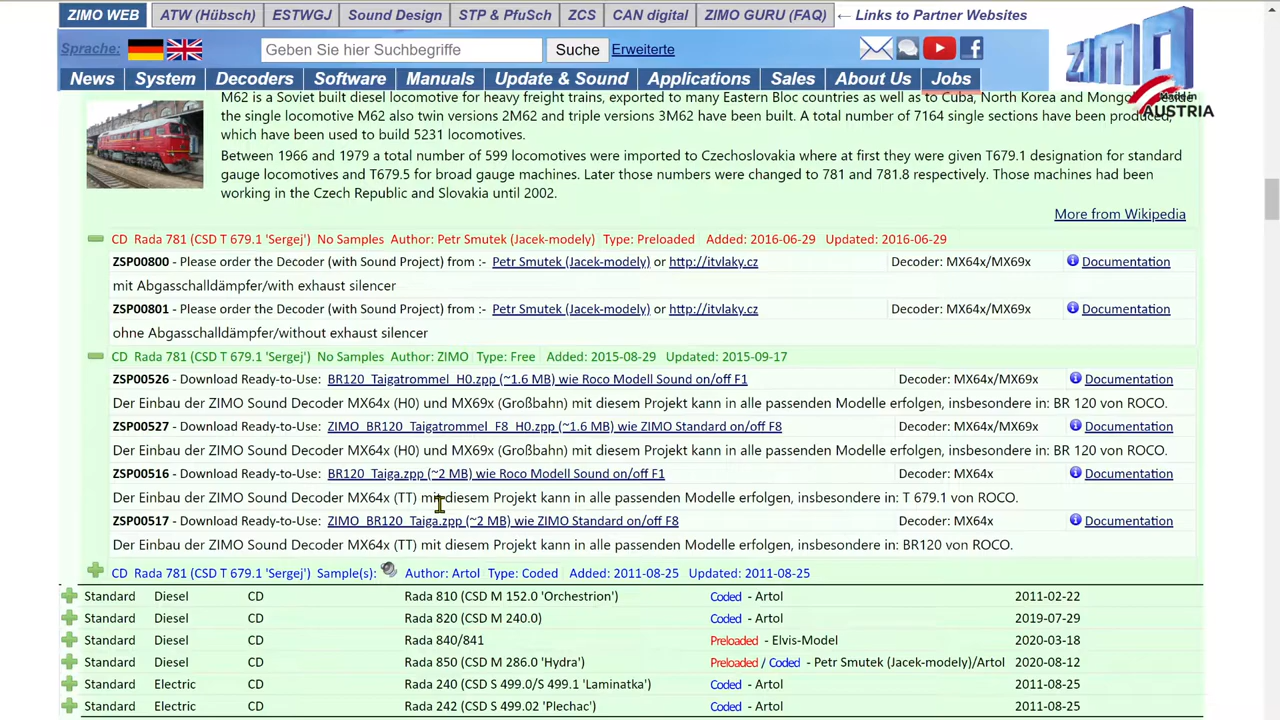 ZIMO WEB ATW (Hübsch) ESTWGJ Sound Design STP & PfuSch ZCS CAN digital ZIMO GURU (FAQ) ← Links to Partner Websites
Sprache: Geben Sie hier Suchbegriffe Suche Erweiterte
ZIMO
Made in
AUSTRIA
News System Decoders Software Manuals Update & Sound Applications Sales About Us Jobs
M62 is a Soviet built diesel locomotive for heavy freight trains, exported to many Eastern Bloc countries as well as to Cuba, North Korea and Mongo
the single locomotive M62 also twin versions 2M62 and triple versions 3M62 have been built. A total number of 7164 single sections have been produced,
which have been used to build 5231 locomotives.
Between 1966 and 1979 a total number of 599 locomotives were imported to Czechoslovakia where at first they were given T679.1 designation for standard
gauge locomotives and T679.5 for broad gauge machines. Later those numbers were changed to 781 and 781.8 respectively. Those machines had been
working in the Czech Republic and Slovakia until 2002.
More from Wikipedia
CD Rada 781 (CSD T 679.1 'Sergej') No Samples Author: Petr Smutek (Jacek-modely) Type: Preloaded Added: 2016-06-29 Updated: 2016-06-29
ZSP00800 - Please order the Decoder (with Sound Project) from :- Petr Smutek (Jacek-modely) or http://itvlaky.cz Decoder: MX64x/MX69x Documentation
mit Abgasschalldämpfer/with exhaust silencer
ZSP00801 - Please order the Decoder (with Sound Project) from :- Petr Smutek (Jacek-modely) or http://itvlaky.cz Decoder: MX64x/MX69x Documentation
ohne Abgasschalldämpfer/without exhaust silencer
CD Rada 781 (CSD T 679.1 'Sergej') No Samples Author: ZIMO Type: Free Added: 2015-08-29 Updated: 2015-09-17
ZSP00526 - Download Ready-to-Use: BR120_Taigatrommel_H0.zpp (~1.6 MB) wie Roco Modell Sound on/off F1 Decoder: MX64x/MX69x Documentation
Der Einbau der ZIMO Sound Decoder MX64x (H0) und MX69x (Großbahn) mit diesem Projekt kann in alle passenden Modelle erfolgen, insbesondere in: BR 120 von ROCO.
ZSP00527 - Download Ready-to-Use: ZIMO_BR120_Taigatrommel_F8_H0.zpp (~1.6 MB) wie ZIMO Standard on/off F8 Decoder: MX64x/MX69x Documentation
Der Einbau der ZIMO Sound Decoder MX64x (H0) und MX69x (Großbahn) mit diesem Projekt kann in alle passenden Modelle erfolgen, insbesondere in: BR 120 von ROCO.
ZSP00516 - Download Ready-to-Use: BR120_Taiga.zpp (~2 MB) wie Roco Modell Sound on/off F1 Decoder: MX64x Documentation
Der Einbau der ZIMO Sound Decoder MX64x (TT) mit diesem Projekt kann in alle passenden Modelle erfolgen, insbesondere in: T 679.1 von ROCO.
ZSP00517 - Download Ready-to-Use: ZIMO_BR120_Taiga.zpp (~2 MB) wie ZIMO Standard on/off F8 Decoder: MX64x Documentation
Der Einbau der ZIMO Sound Decoder MX64x (TT) mit diesem Projekt kann in alle passenden Modelle erfolgen, insbesondere in: BR120 von ROCO.
CD Rada 781 (CSD T 679.1 'Sergej') Sample(s): Author: Artol Type: Coded Added: 2011-08-25 Updated: 2011-08-25
Standard Diesel CD Rada 810 (CSD M 152.0 'Orchestrion') Coded - Artol 2011-02-22
Standard Diesel CD Rada 820 (CSD M 240.0) Coded - Artol 2019-07-29
Standard Diesel CD Rada 840/841 Preloaded - Elvis-Model 2020-03-18
Standard Diesel CD Rada 850 (CSD M 286.0 'Hydra') Preloaded / Coded - Petr Smutek (Jacek-modely)/Artol 2020-08-12
Standard Electric CD Rada 240 (CSD S 499.0/S 499.1 'Laminatka') Coded - Artol 2011-08-25
Standard Electric CD Rada 242 (CSD S 499.02 'Plechac') Coded - Artol 2011-08-25